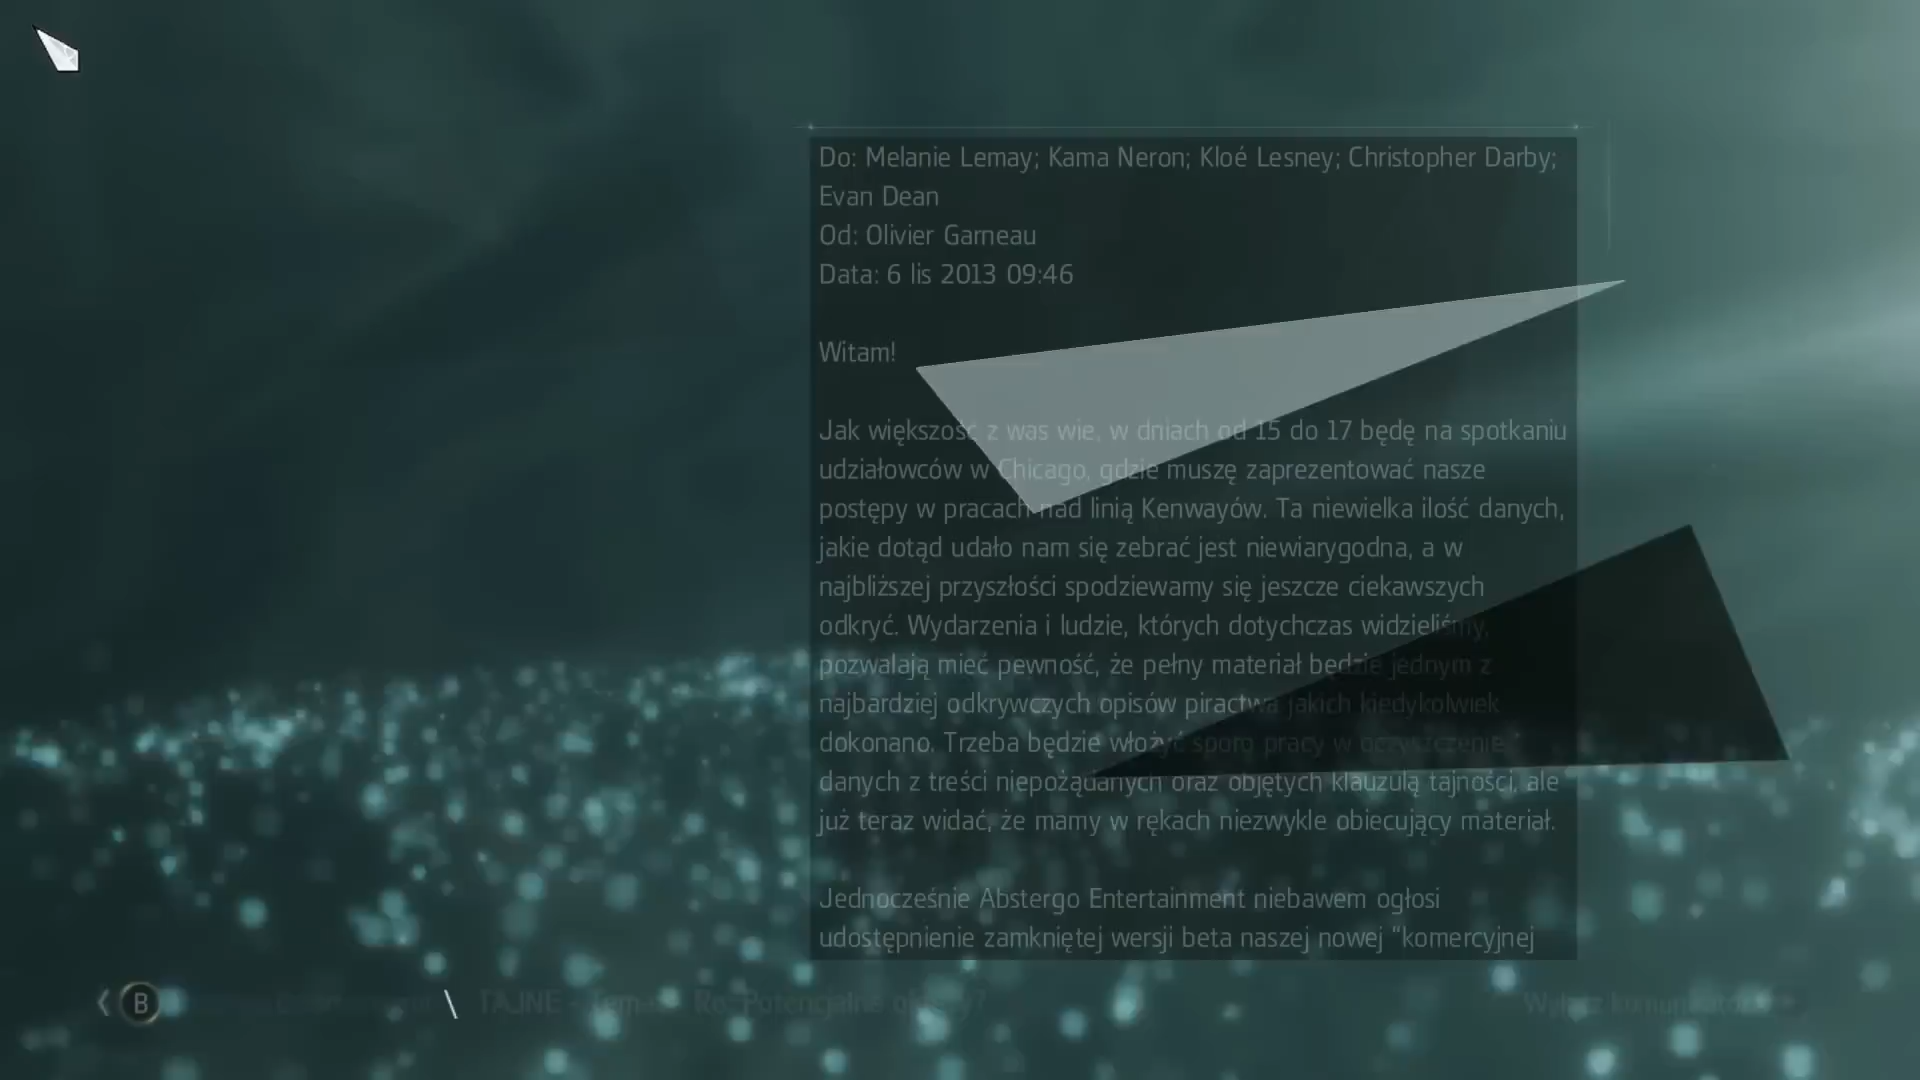 Do: Melanie Lemay; Kama Neron; Kloé Lesney; Christopher Darby;
Evan Dean
Od: Olivier Garneau
Data: 6 lis 2013 09:46
Witam!
Jak większość z was wie, w dniach od 15 do 17 będę na spotkaniu
udziałowców w Chicago, gdzie muszę zaprezentować nasze
postępy w pracach nad linią Kenwayów. Ta niewielka ilość danych,
jakie dotąd udało nam się zebrać jest niewiarygodna, a w
najbliższej przyszłości spodziewamy się jeszcze ciekawszych
odkryć. Wydarzenia i ludzie, których dotychczas widzieliśmy,
pozwalają mieć pewność, że pełny materiał będzie jednym z
najbardziej odkrywczych opisów piractwa jakich kiedykolwiek
dokonano. Trzeba będzie włożyć sporo pracy w oczyszczenie
danych z treści niepożądanych oraz objętych klauzulą tajności, ale
już teraz widać, że mamy w rękach niezwykle obiecujący materiał.
Jednocześnie Abstergo Entertainment niebawem ogłosi
udostępnienie zamkniętej wersji beta naszej nowej "komercyjnej
B \ TAJNE - Re: Potencjalne
Wyłącz komunikator